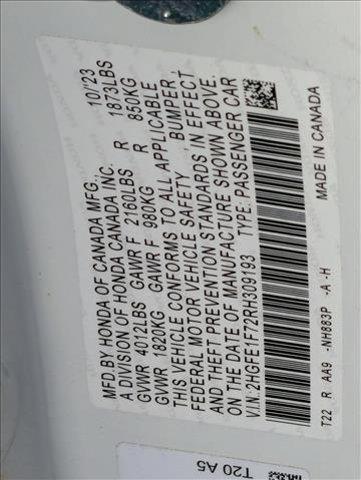 MFD.BY HONDA OF CANADA MFG., 10/23
A DIVISION OF HONDA CANADA INC.
GVWR 4012LBS GAWR F 2160LBS R 1873LBS
GVWR 1820KG GAWR F 980KG R 850KG
THIS VEHICLE CONFORMS TO ALL APPLICABLE
FEDERAL MOTOR VEHICLE SAFETY, BUMPER,
AND THEFT PREVENTION STANDARDS IN EFFECT
ON THE DATE OF MANUFACTURE SHOWN ABOVE.
V.I.N: 2HGFE1F72RH309193 TYPE: PASSENGER CAR
T22 R AA9 -NH883P -A -H MADE IN CANADA
T20 A5